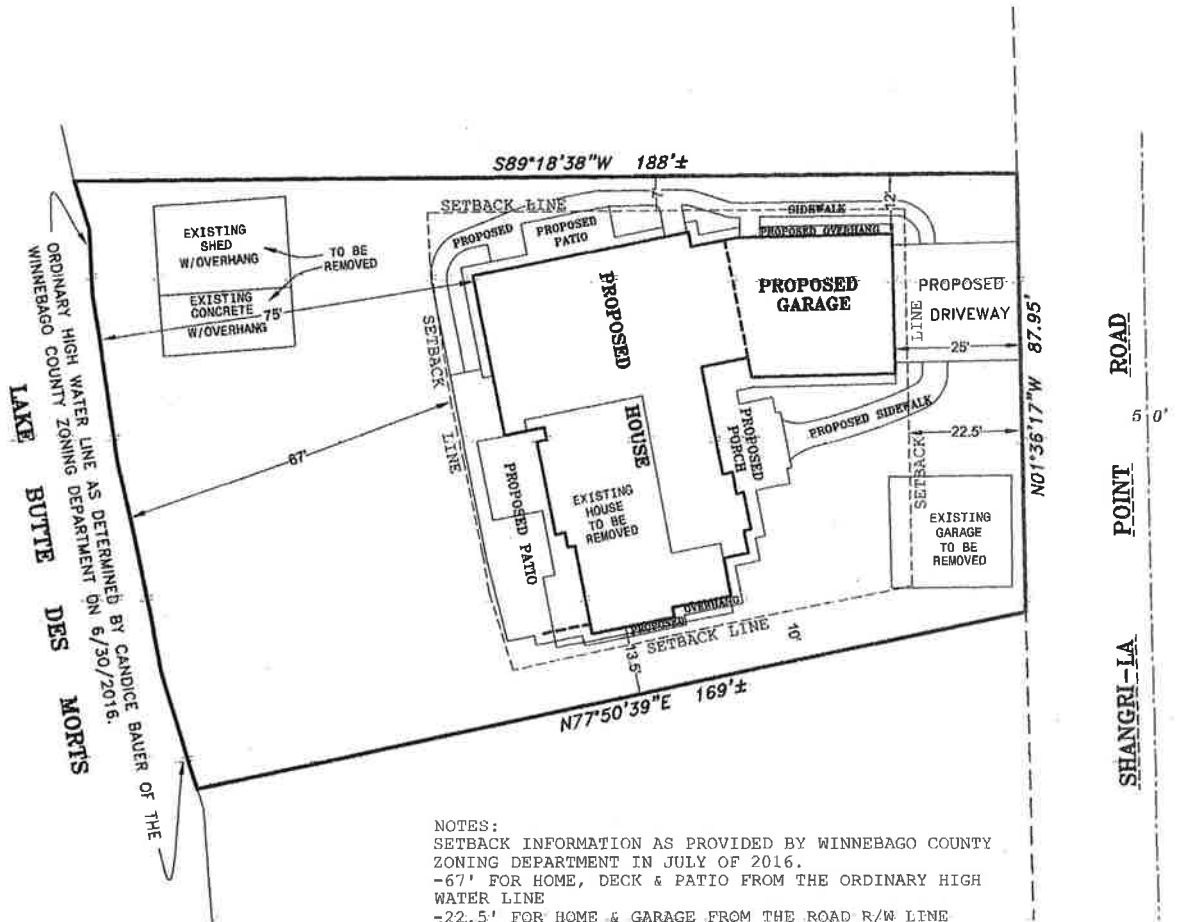 S89°18'38"W 188'±
SETBACK LINE
7'
12'
SIDEWALK
PROPOSED OVERHANG
PROPOSED
PROPOSED
PATIO
EXISTING
SHED
W/OVERHANG
TO BE
REMOVED
EXISTING
CONCRETE
W/OVERHANG
75'
PROPOSED
HOUSE
PROPOSED
GARAGE
PROPOSED
DRIVEWAY
25'
SETBACK LINE
22.5'
N01°36'17"W 87.95'
SHANGRI-LA POINT ROAD
50'
SETBACK LINE
67'
PROPOSED SIDEWALK
PROPOSED
PORCH
PROPOSED PATIO
EXISTING
HOUSE
TO BE
REMOVED
EXISTING
GARAGE
TO BE
REMOVED
PROPOSED OVERHANG
SETBACK LINE
10'
13.5'
N77°50'39"E 169'±
ORDINARY HIGH WATER LINE AS DETERMINED BY CANDICE BAUER OF THE
WINNEBAGO COUNTY ZONING DEPARTMENT ON 6/30/2016.
LAKE BUTTE DES MORTS
NOTES:
SETBACK INFORMATION AS PROVIDED BY WINNEBAGO COUNTY
ZONING DEPARTMENT IN JULY OF 2016.
-67' FOR HOME, DECK & PATIO FROM THE ORDINARY HIGH
WATER LINE
-22.5' FOR HOME & GARAGE FROM THE ROAD R/W LINE